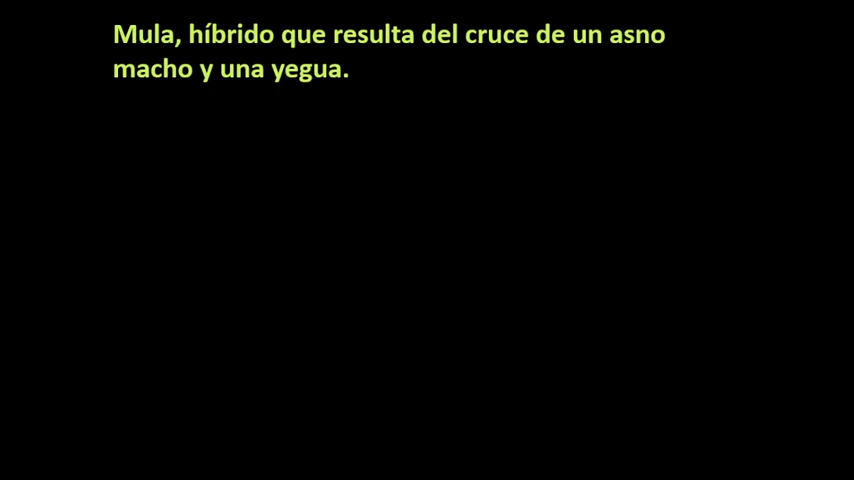 Mula, híbrido que resulta del cruce de un asno
macho y una yegua.